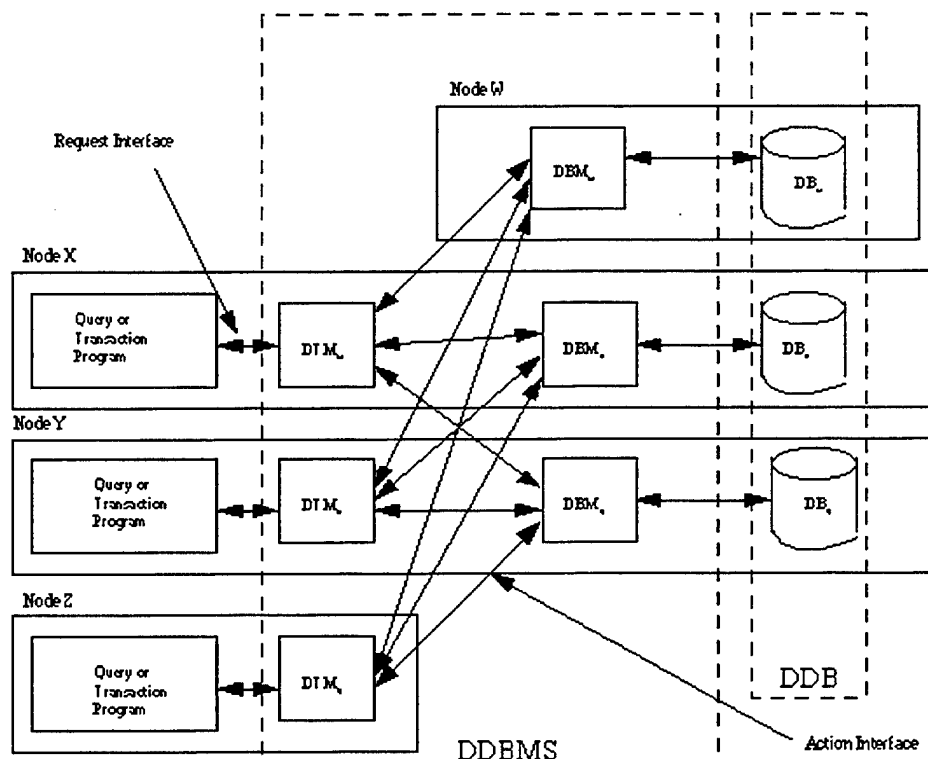 Node W
Request Interface
DBM
DB
Node X
Query or
Transaction
Program
DTM
DBM
DB
Node Y
Query or
Transaction
Program
DTM
DBM
DB
Node Z
Query or
Transaction
Program
DTM
DDB
DDBMS
Action Interface